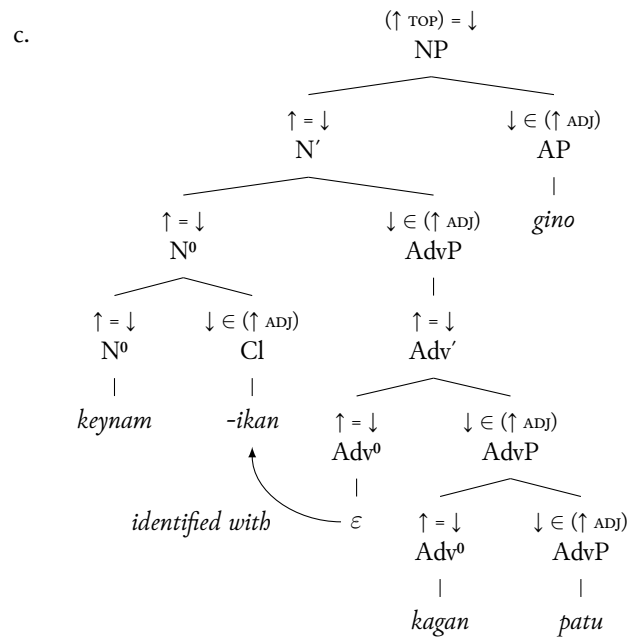 c.
(↑ TOP) = ↓
NP
↑ = ↓ ↓ ∈ (↑ ADJ)
N′ AP
gino
↑ = ↓ ↓ ∈ (↑ ADJ)
N⁰ AdvP
↑ = ↓ ↓ ∈ (↑ ADJ) ↑ = ↓
N⁰ Cl Adv′
keynam -ikan
↑ = ↓ ↓ ∈ (↑ ADJ)
Adv⁰ AdvP
identified with ε
↑ = ↓ ↓ ∈ (↑ ADJ)
Adv⁰ AdvP
kagan patu